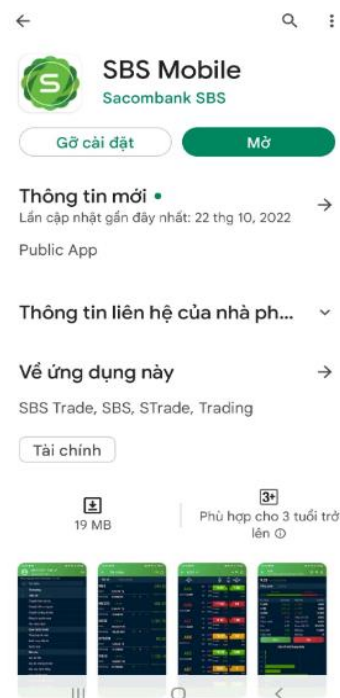 SBS Mobile
Sacombank SBS
Gỡ cài đặt
Mở
Thông tin mới
Lần cập nhật gần đây nhất: 22 thg 10, 2022
Public App
Thông tin liên hệ của nhà ph...
Về ứng dụng này
SBS Trade, SBS, STrade, Trading
Tài chính
19 MB
3+
Phù hợp cho 3 tuổi trở
lên